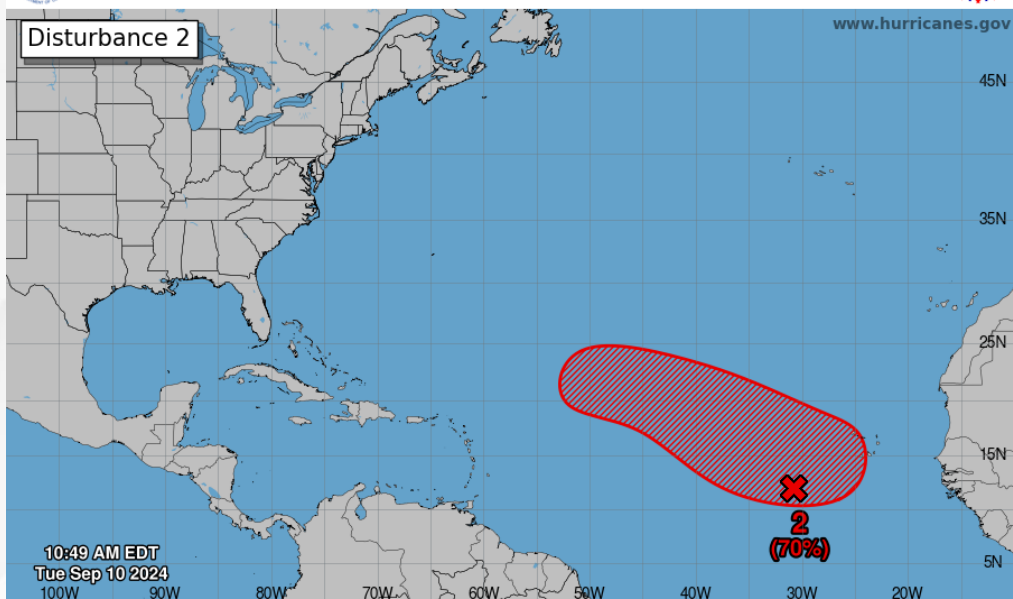 Disturbance 2
www.hurricanes.gov
45N
35N
25N
15N
2
(70%)
10:49 AM EDT
Tue Sep 10 2024
5N
100W 90W 80W 70W 60W 50W 40W 30W 20W